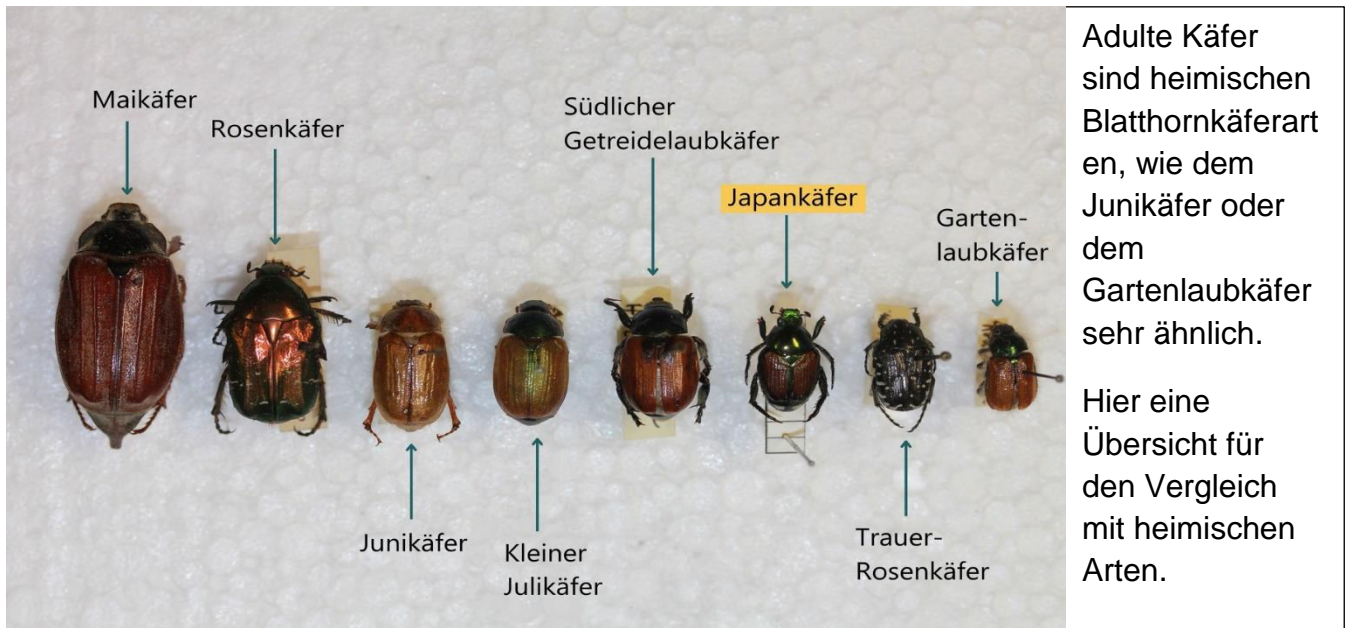 Maikäfer
Rosenkäfer
Südlicher
Getreidelaubkäfer
Japankäfer
Garten-
laubkäfer
Junikäfer
Kleiner
Julikäfer
Trauer-
Rosenkäfer
Adulte Käfer
sind heimischen
Blatthornkäferart
en, wie dem
Junikäfer oder
dem
Gartenlaubkäfer
sehr ähnlich.
Hier eine
Übersicht für
den Vergleich
mit heimischen
Arten.